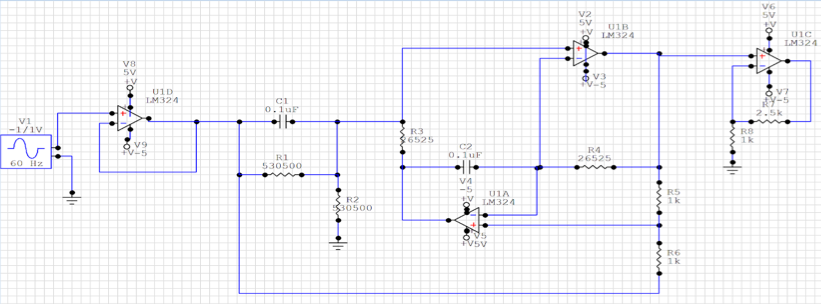 V1
-1/1V
60 Hz
V8
5V
+V
U1D
LM324
V9
+V-5
C1
0.1uF
R1
530500
R2
530500
R3
26525
C2
0.1uF
V4
-5
+V
U1A
LM324
V5
+V5V
R4
26525
V2
5V
+V
U1B
LM324
V3
+V-5
R5
1k
R6
1k
V6
5V
+V
U1C
LM324
V7
+V-5
R7
2.5k
R8
1k